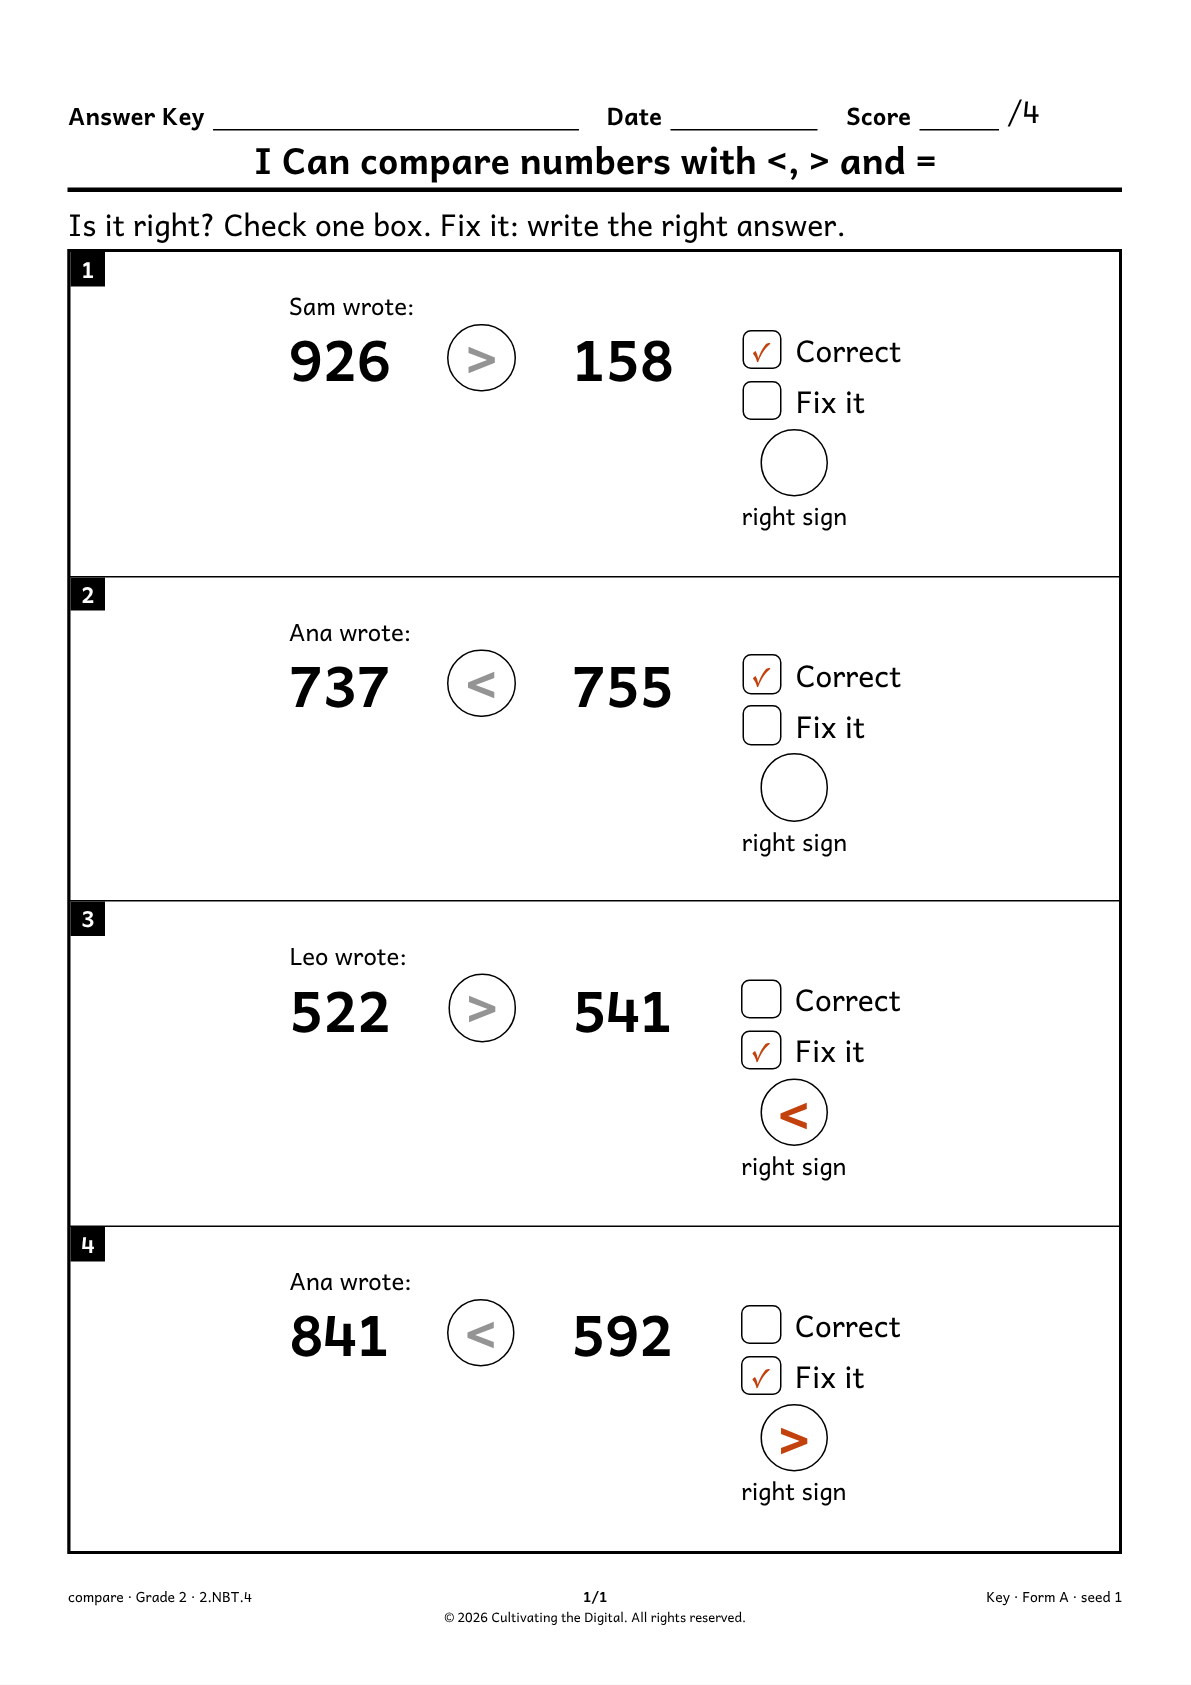 Answer Key ____________ Date ______ Score ____ /4
I Can compare numbers with <, > and =
Is it right? Check one box. Fix it: write the right answer.
1
Sam wrote:
926 > 158
✓ Correct
Fix it
right sign
2
Ana wrote:
737 < 755
✓ Correct
Fix it
right sign
3
Leo wrote:
522 > 541
Correct
✓ Fix it
<
right sign
4
Ana wrote:
841 < 592
Correct
✓ Fix it
>
right sign
compare · Grade 2 · 2.NBT.4 1/1 Key · Form A · seed 1
© 2026 Cultivating the Digital. All rights reserved.